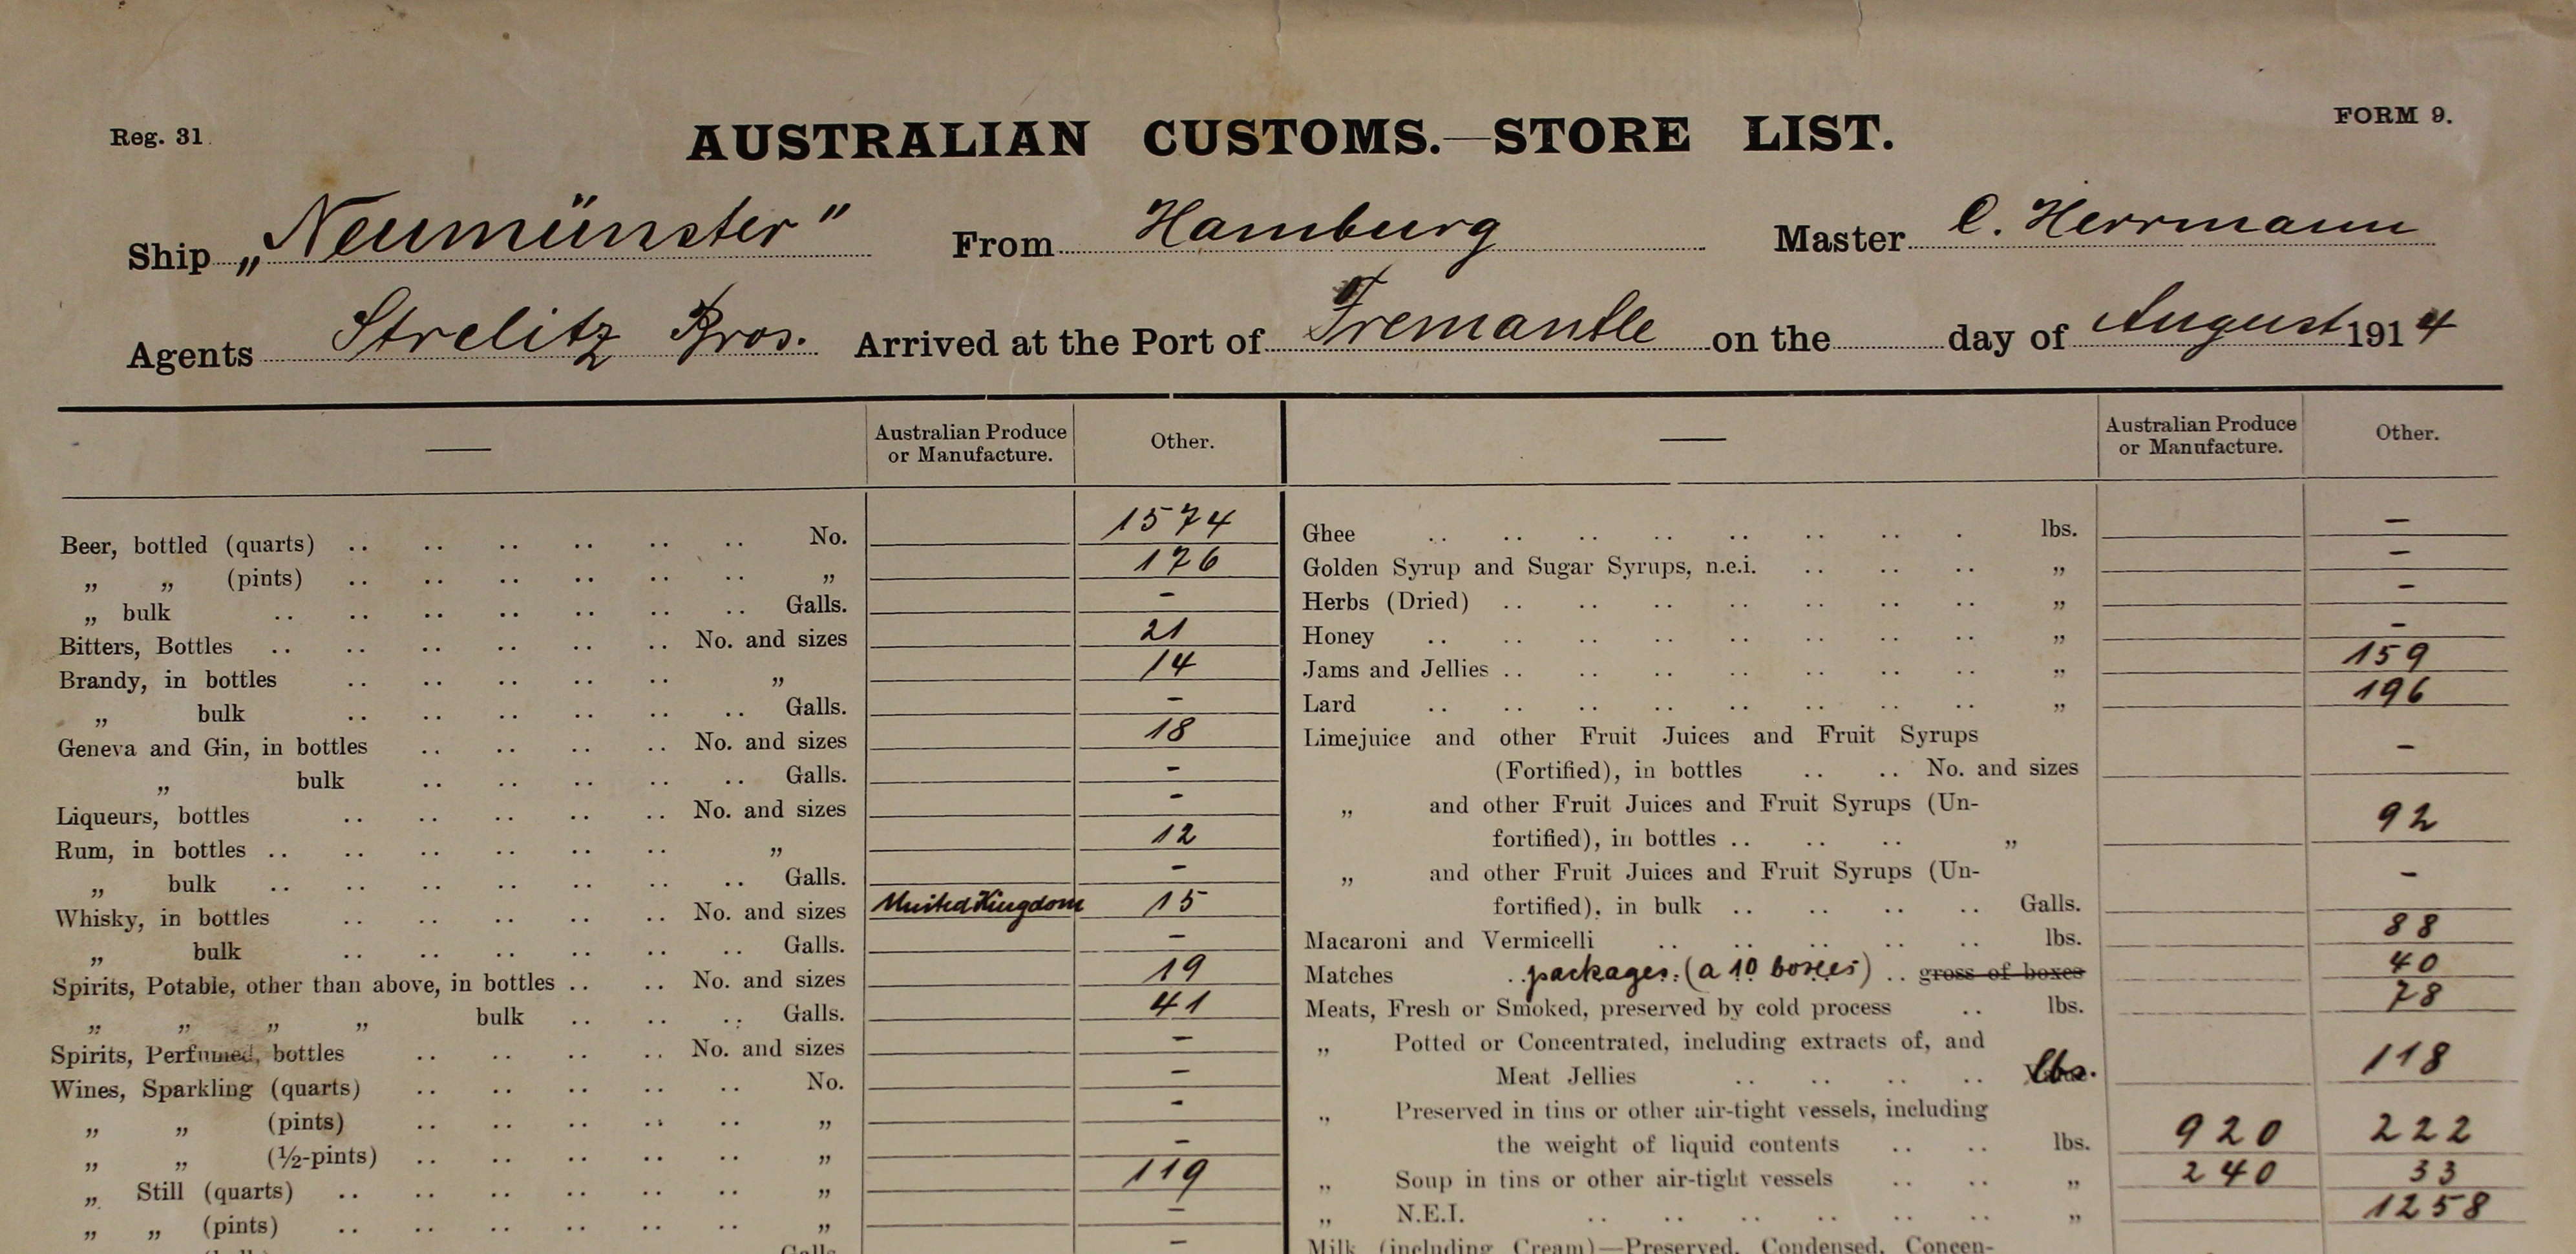 Reg. 31.
FORM 9.
AUSTRALIAN CUSTOMS.—STORE LIST.
Ship „Neumünster" From Hamburg Master C. Herrmann
Agents Strelitz Bros. Arrived at the Port of Fremantle on the day of August 1914
Australian Produce or Manufacture. Other.
Beer, bottled (quarts) No. 1574
„ „ (pints) „ 176
„ bulk Galls. –
Bitters, Bottles No. and sizes 21
Brandy, in bottles „ 14
„ bulk Galls. –
Geneva and Gin, in bottles No. and sizes 18
„ bulk Galls. –
Liqueurs, bottles No. and sizes –
Rum, in bottles „ 12
„ bulk Galls. –
Whisky, in bottles No. and sizes United Kingdom 15
„ bulk Galls. –
Spirits, Potable, other than above, in bottles No. and sizes 19
„ „ „ „ bulk Galls. 41
Spirits, Perfumed, bottles No. and sizes –
Wines, Sparkling (quarts) No. –
„ „ (pints) „ –
„ „ (½-pints) „ –
„ Still (quarts) „ 119
„ „ (pints) „ –
Galls. –
Australian Produce or Manufacture. Other.
Ghee lbs. –
Golden Syrup and Sugar Syrups, n.e.i. „ –
Herbs (Dried) „ –
Honey „ –
Jams and Jellies „ 159
Lard „ 196
Limejuice and other Fruit Juices and Fruit Syrups
(Fortified), in bottles No. and sizes –
„ and other Fruit Juices and Fruit Syrups (Un-
fortified), in bottles „ 92
„ and other Fruit Juices and Fruit Syrups (Un-
fortified), in bulk Galls. –
Macaroni and Vermicelli lbs. 88
Matches packages. (a 10 boxes) gross of boxes 40
Meats, Fresh or Smoked, preserved by cold process lbs. 78
„ Potted or Concentrated, including extracts of, and
Meat Jellies lbs. 118
„ Preserved in tins or other air-tight vessels, including
the weight of liquid contents lbs. 920 222
„ Soup in tins or other air-tight vessels „ 240 33
„ N.E.I. „ 1258
Milk (including Cream)—Preserved, Condensed, Concen-